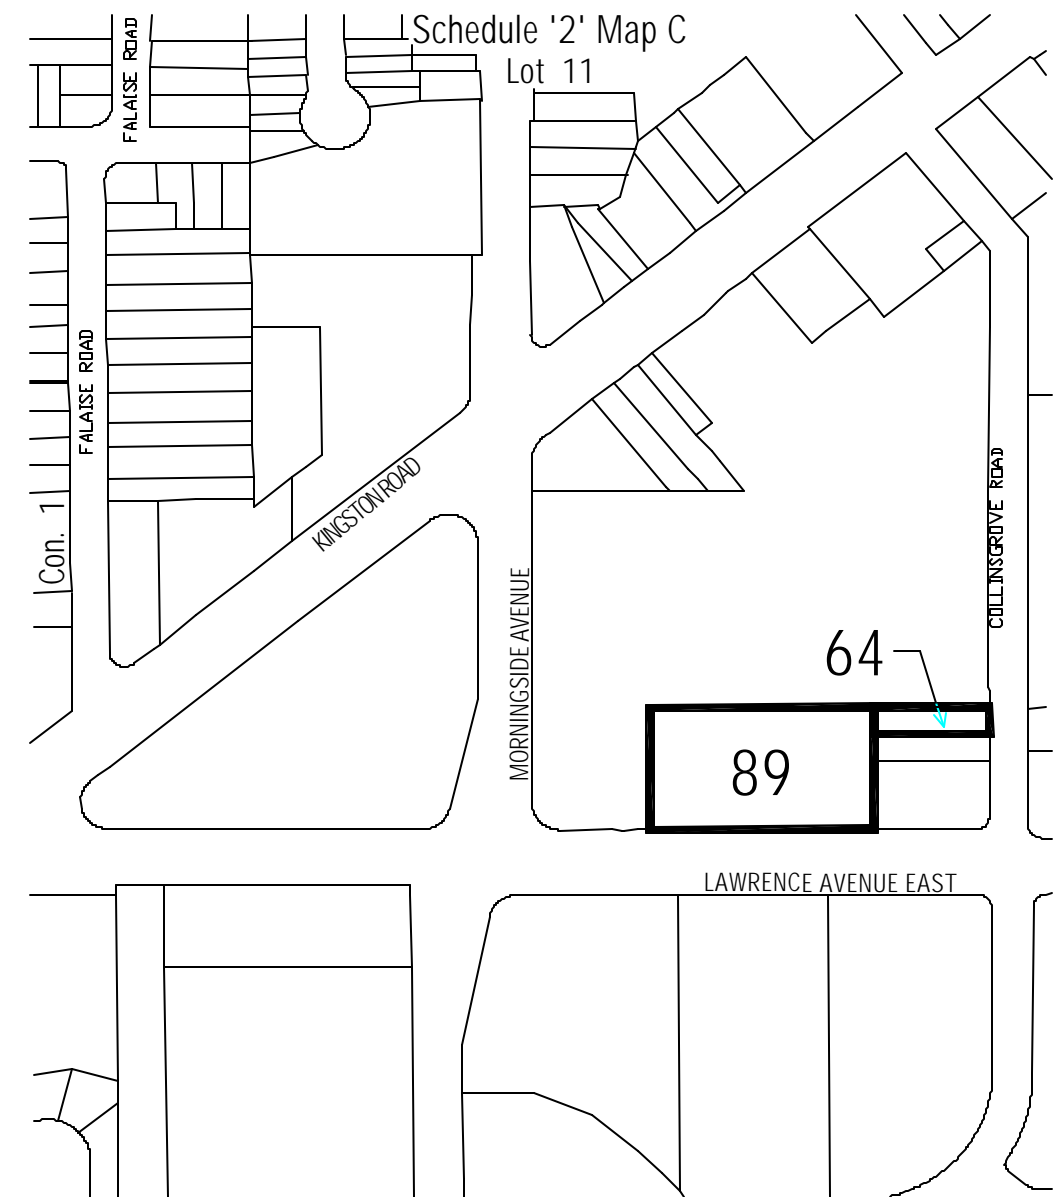 Schedule '2' Map C
Lot 11
FALAISE ROAD
FALAISE ROAD
KINGSTON ROAD
COLLINSGROVE ROAD
Con. 1
MORNINGSIDE AVENUE
64
89
LAWRENCE AVENUE EAST